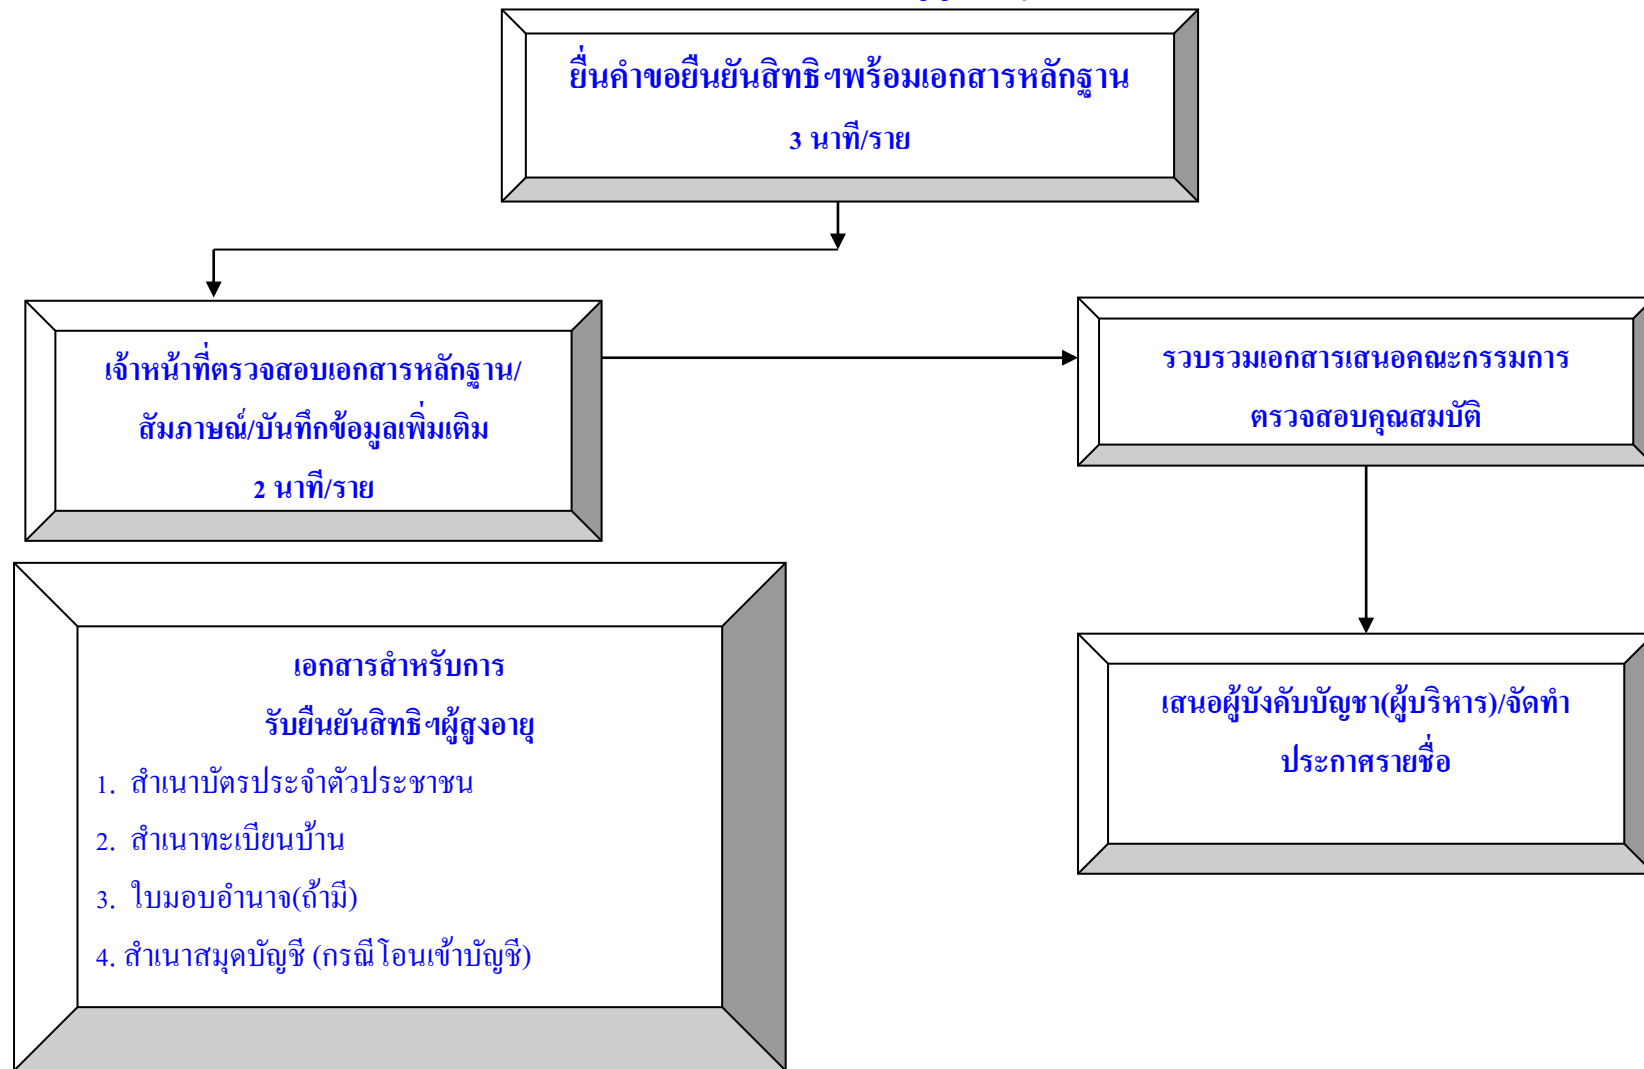 ยื่นคำขอยืนยันสิทธิฯพร้อมเอกสารหลักฐาน
3 นาที/ราย
เจ้าหน้าที่ตรวจสอบเอกสารหลักฐาน/
สัมภาษณ์/บันทึกข้อมูลเพิ่มเติม
2 นาที/ราย
รวบรวมเอกสารเสนอคณะกรรมการ
ตรวจสอบคุณสมบัติ
เสนอผู้บังคับบัญชา(ผู้บริหาร)/จัดทำ
ประกาศรายชื่อ
เอกสารสำหรับการ
รับยืนยันสิทธิฯผู้สูงอายุ
1. สำเนาบัตรประจำตัวประชาชน
2. สำเนาทะเบียนบ้าน
3. ใบมอบอำนาจ(ถ้ามี)
4. สำเนาสมุดบัญชี (กรณีโอนเข้าบัญชี)